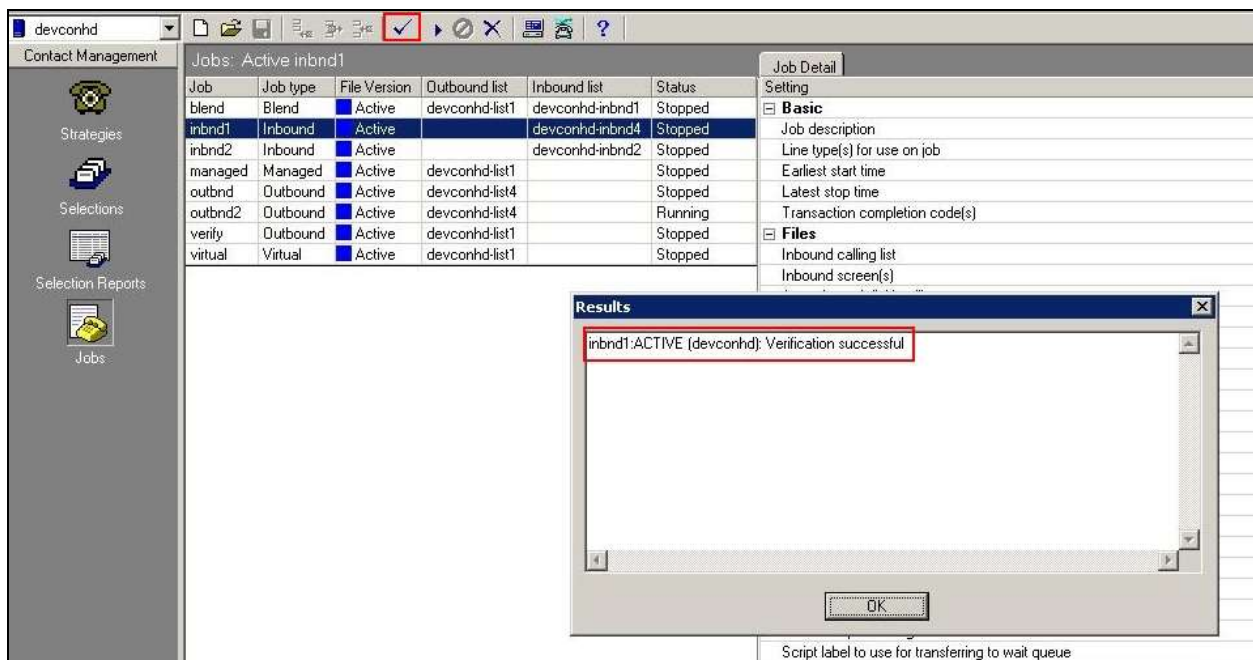 devconhd
?
Contact Management
Strategies
Selections
Selection Reports
Jobs
Jobs: Active inbnd1
Job Job type File Version Outbound list Inbound list Status
blend Blend Active devconhd-list1 devconhd-inbnd1 Stopped
inbnd1 Inbound Active devconhd-inbnd4 Stopped
inbnd2 Inbound Active devconhd-inbnd2 Stopped
managed Managed Active devconhd-list1 Stopped
outbnd Outbound Active devconhd-list4 Stopped
outbnd2 Outbound Active devconhd-list4 Running
verify Outbound Active devconhd-list1 Stopped
virtual Virtual Active devconhd-list1 Stopped
Job Detail
Setting
Basic
Job description
Line type(s) for use on job
Earliest start time
Latest stop time
Transaction completion code(s)
Files
Inbound calling list
Inbound screen(s)
Results
inbnd1:ACTIVE (devconhd): Verification successful
OK
Script label to use for transferring to wait queue